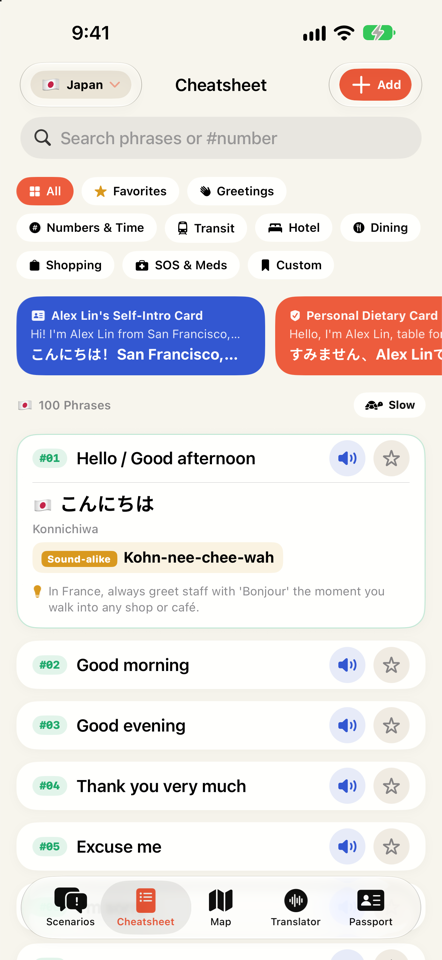 9:41
Japan
Cheatsheet
Add
Search phrases or #number
All
Favorites
Greetings
Numbers & Time
Transit
Hotel
Dining
Shopping
SOS & Meds
Custom
Alex Lin's Self-Intro Card
Hi! I'm Alex Lin from San Francisco,...
こんにちは！San Francisco,...
Personal Dietary Card
Hello, I'm Alex Lin, table for
すみません、Alex Linで
100 Phrases
Slow
#01 Hello / Good afternoon
こんにちは
Konnichiwa
Sound-alike Kohn-nee-chee-wah
In France, always greet staff with 'Bonjour' the moment you
walk into any shop or café.
#02 Good morning
#03 Good evening
#04 Thank you very much
#05 Excuse me
Scenarios
Cheatsheet
Map
Translator
Passport